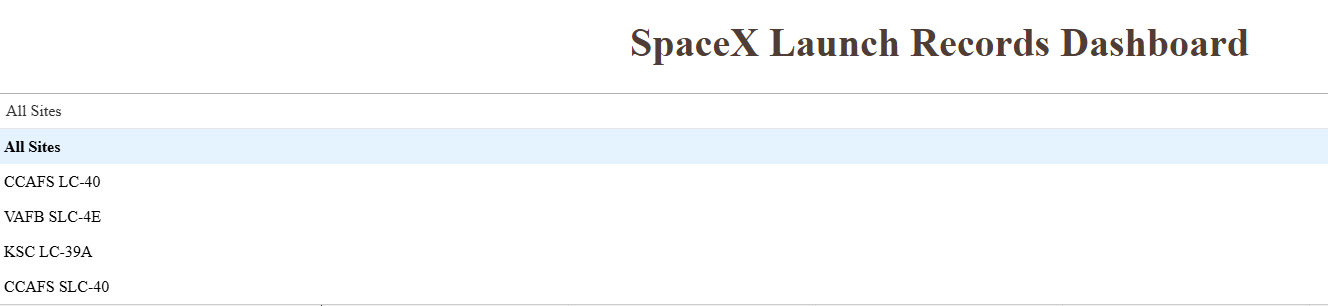 SpaceX Launch Records Dashboard
All Sites
All Sites
CCAFS LC-40
VAFB SLC-4E
KSC LC-39A
CCAFS SLC-40